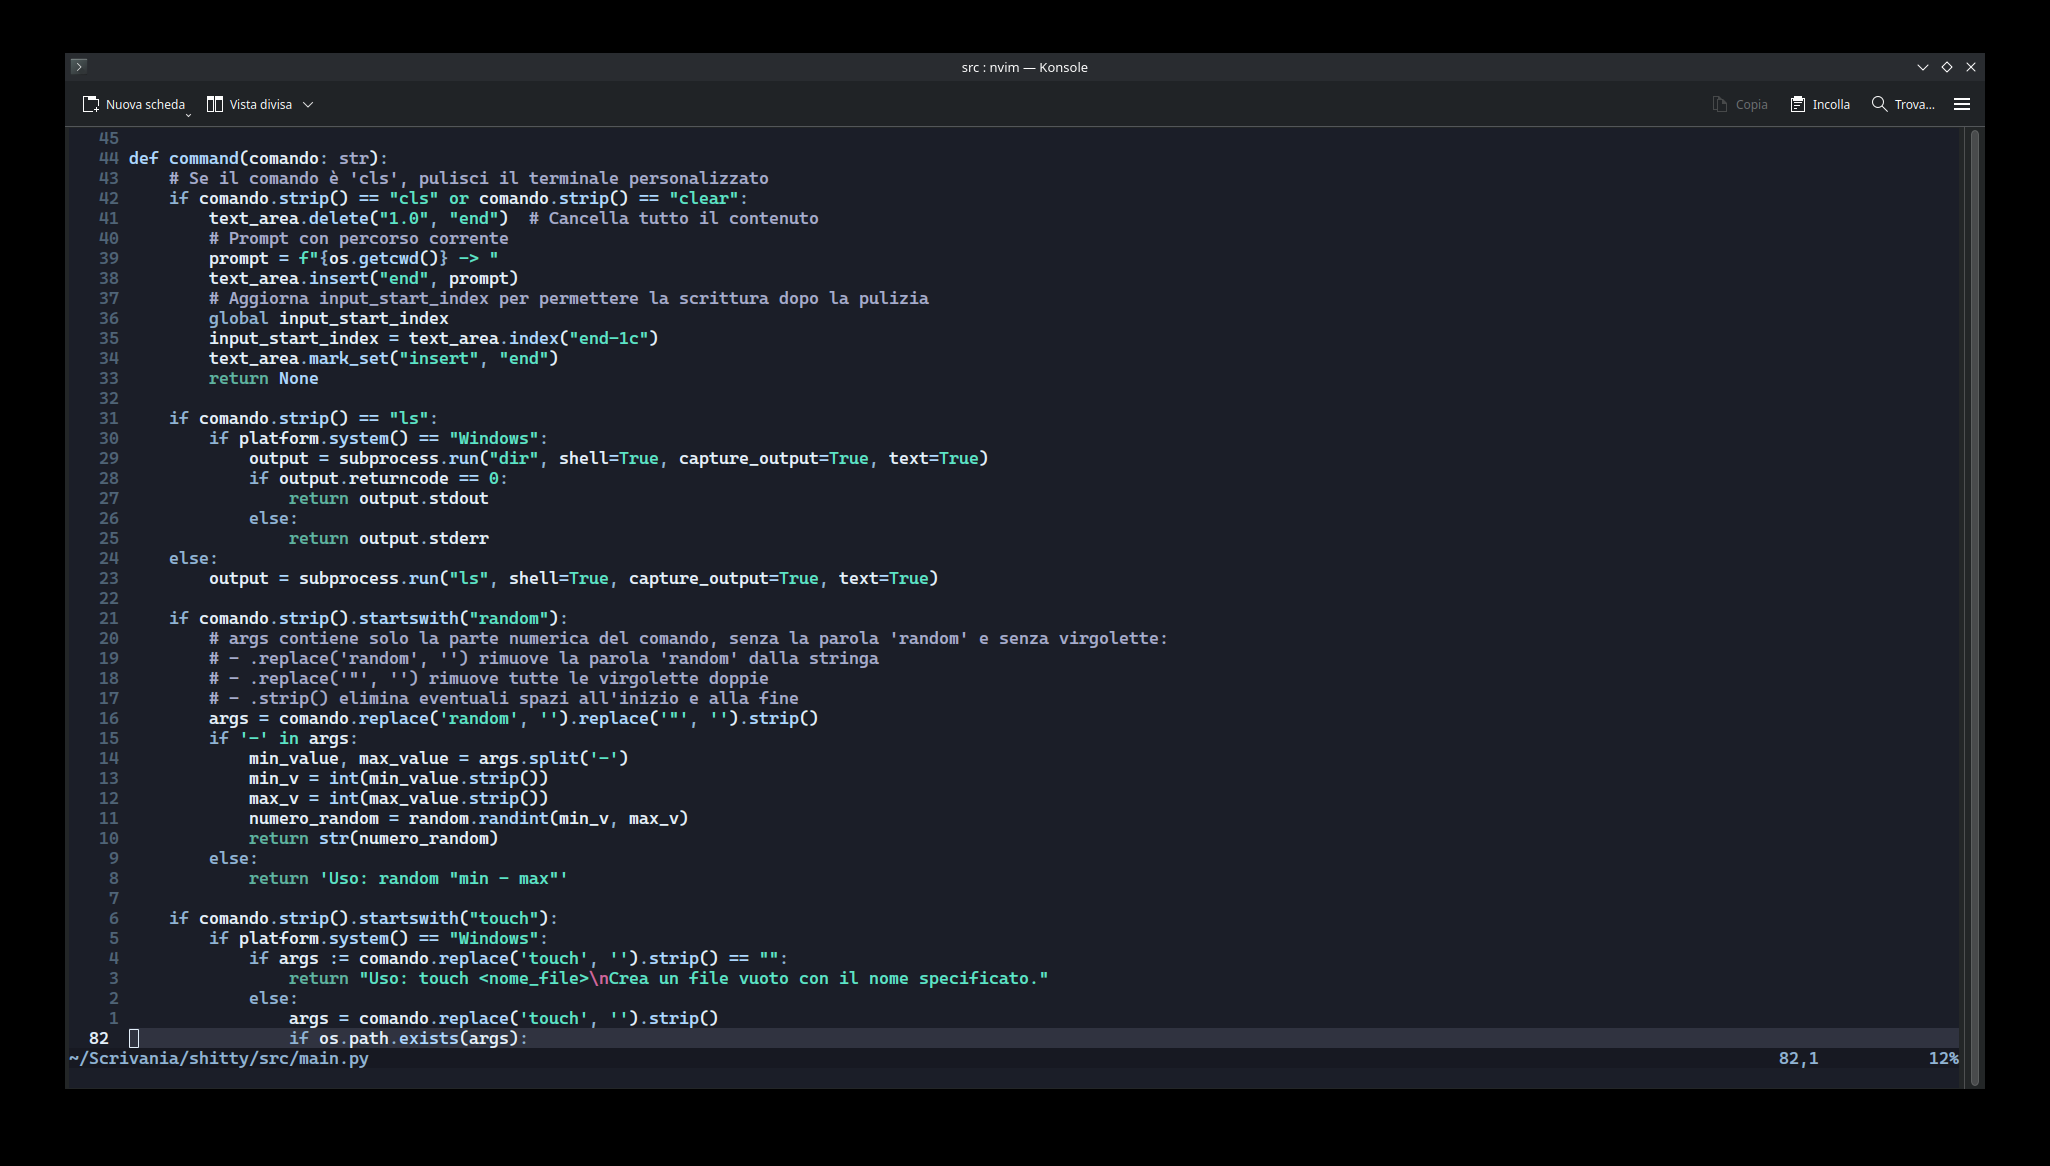 src : nvim — Konsole
Nuova scheda Vista divisa Copia Incolla Trova...
45
44 def command(comando: str):
43     # Se il comando è 'cls', pulisci il terminale personalizzato
42     if comando.strip() == "cls" or comando.strip() == "clear":
41         text_area.delete("1.0", "end")  # Cancella tutto il contenuto
40         # Prompt con percorso corrente
39         prompt = f"{os.getcwd()} -> "
38         text_area.insert("end", prompt)
37         # Aggiorna input_start_index per permettere la scrittura dopo la pulizia
36         global input_start_index
35         input_start_index = text_area.index("end-1c")
34         text_area.mark_set("insert", "end")
33         return None
32
31     if comando.strip() == "ls":
30         if platform.system() == "Windows":
29             output = subprocess.run("dir", shell=True, capture_output=True, text=True)
28             if output.returncode == 0:
27                 return output.stdout
26             else:
25                 return output.stderr
24     else:
23         output = subprocess.run("ls", shell=True, capture_output=True, text=True)
22
21     if comando.strip().startswith("random"):
20         # args contiene solo la parte numerica del comando, senza la parola 'random' e senza virgolette:
19         # - .replace('random', '') rimuove la parola 'random' dalla stringa
18         # - .replace('"', '') rimuove tutte le virgolette doppie
17         # - .strip() elimina eventuali spazi all'inizio e alla fine
16         args = comando.replace('random', '').replace('"', '').strip()
15         if '-' in args:
14             min_value, max_value = args.split('-')
13             min_v = int(min_value.strip())
12             max_v = int(max_value.strip())
11             numero_random = random.randint(min_v, max_v)
10             return str(numero_random)
9         else:
8             return 'Uso: random "min - max"'
7
6     if comando.strip().startswith("touch"):
5         if platform.system() == "Windows":
4             if args := comando.replace('touch', '').strip() == "":
3                 return "Uso: touch <nome_file>\nCrea un file vuoto con il nome specificato."
2             else:
1                 args = comando.replace('touch', '').strip()
82                 if os.path.exists(args):
~/Scrivania/shitty/src/main.py 82,1 12%